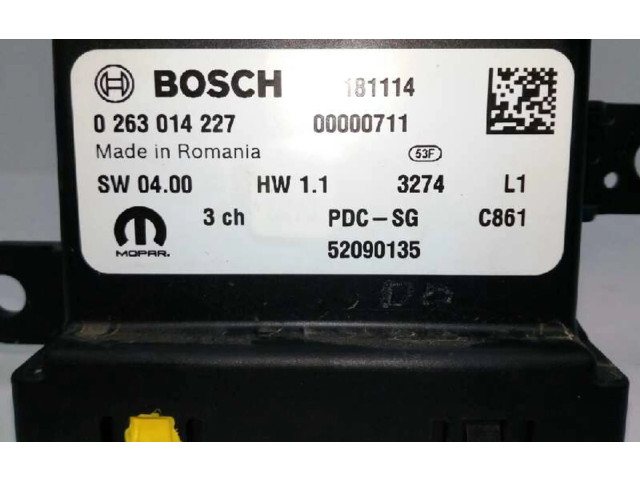 BOSCH 181114
0 263 014 227 00000711
Made in Romania 53F
SW 04.00 HW 1.1 3274 L1
3 ch PDC-SG C861
MOPAR. 52090135